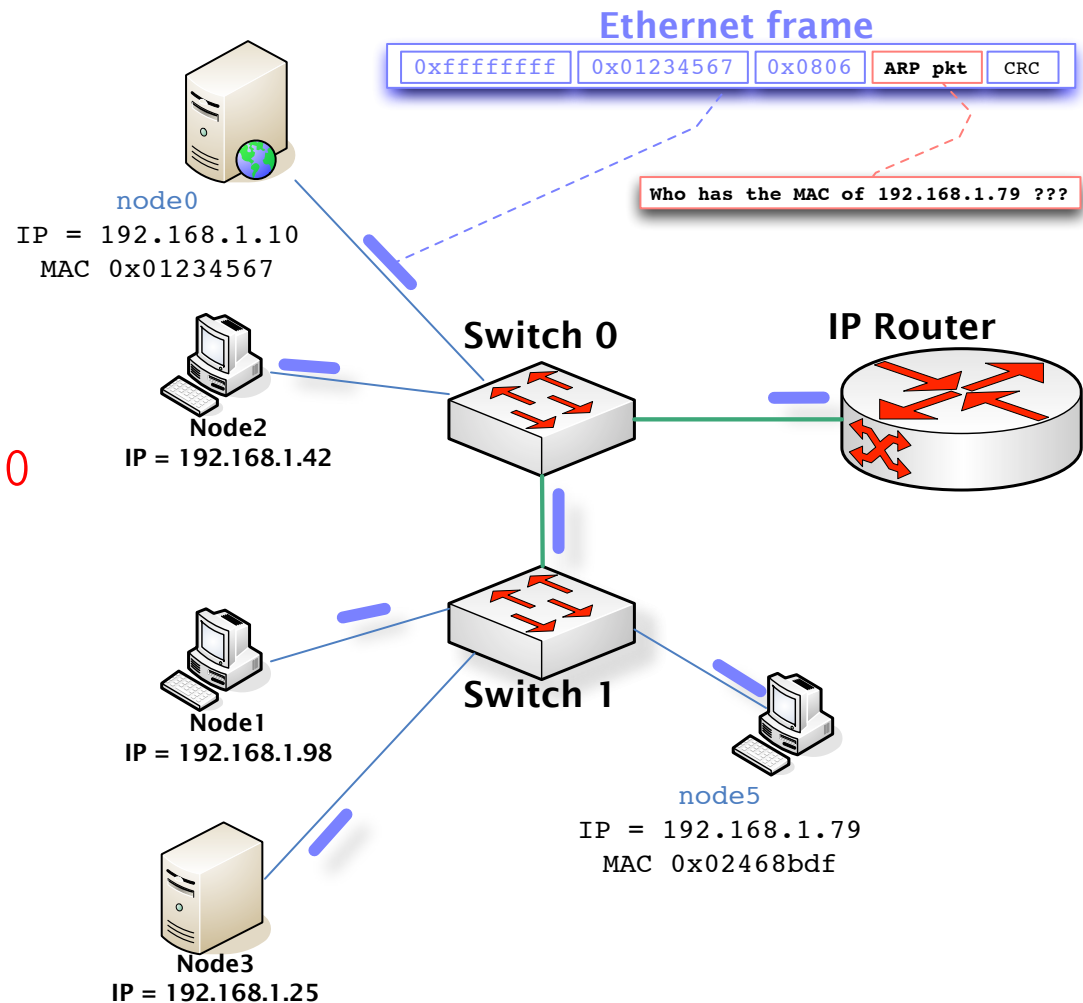 Ethernet frame
0xffffffff 0x01234567 0x0806 ARP pkt CRC
Who has the MAC of 192.168.1.79 ???
node0
IP = 192.168.1.10
MAC 0x01234567
Switch 0
IP Router
Node2
IP = 192.168.1.42
0
Node1
IP = 192.168.1.98
Switch 1
node5
IP = 192.168.1.79
MAC 0x02468bdf
Node3
IP = 192.168.1.25